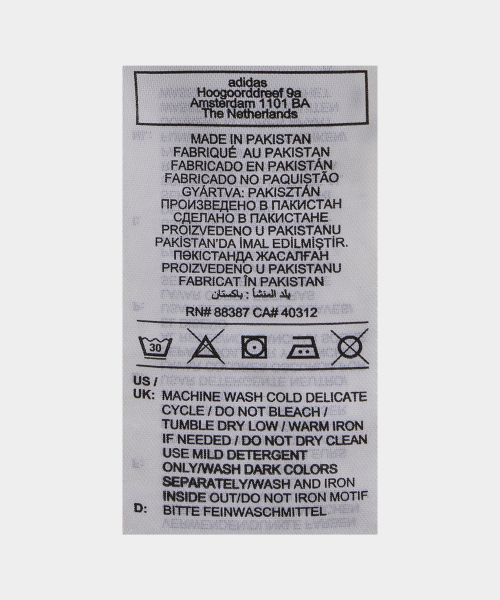 adidas
Hoogoorddreef 9a
Amsterdam 1101 BA
The Netherlands
MADE IN PAKISTAN
FABRIQUÉ AU PAKISTAN
FABRICADO EN PAKISTÁN
FABRICADO NO PAQUISTÃO
GYÁRTVA: PAKISZTÁN
ПРОИЗВЕДЕНО В ПАКИСТАН
СДЕЛАНО В ПАКИСТАНЕ
PROIZVEDENO U PAKISTANU
PAKİSTAN'DA İMAL EDİLMİŞTİR.
ПӘКІСТАНДА ЖАСАЛҒАН
PROIZVEDENO U PAKISTANU
FABRICAT ÎN PAKISTAN
بلد المنشأ : باكستان
RN# 88387 CA# 40312
30
US /
UK: MACHINE WASH COLD DELICATE
CYCLE / DO NOT BLEACH /
TUMBLE DRY LOW / WARM IRON
IF NEEDED / DO NOT DRY CLEAN
USE MILD DETERGENT
ONLY/WASH DARK COLORS
SEPARATELY/WASH AND IRON
INSIDE OUT/DO NOT IRON MOTIF
D: BITTE FEINWASCHMITTEL